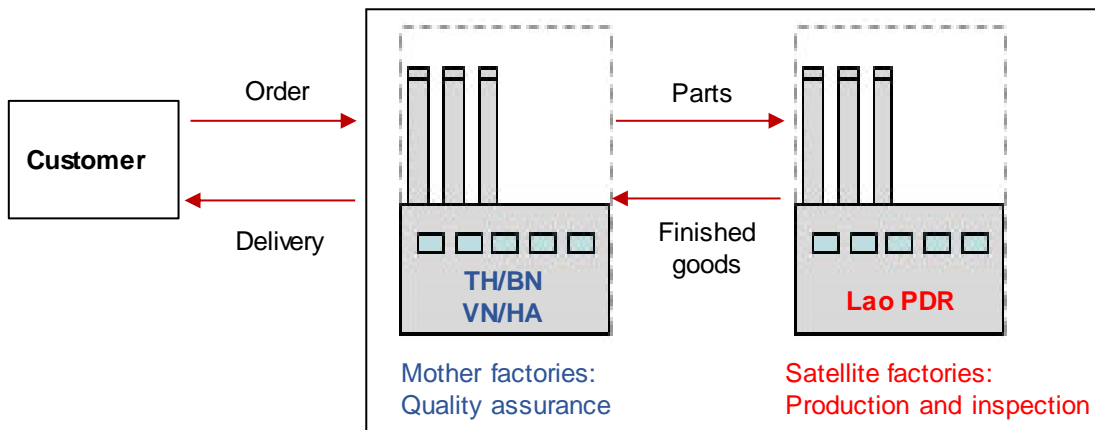 Customer
Order
Delivery
Parts
Finished
goods
TH/BN
VN/HA
Lao PDR
Mother factories:
Quality assurance
Satellite factories:
Production and inspection